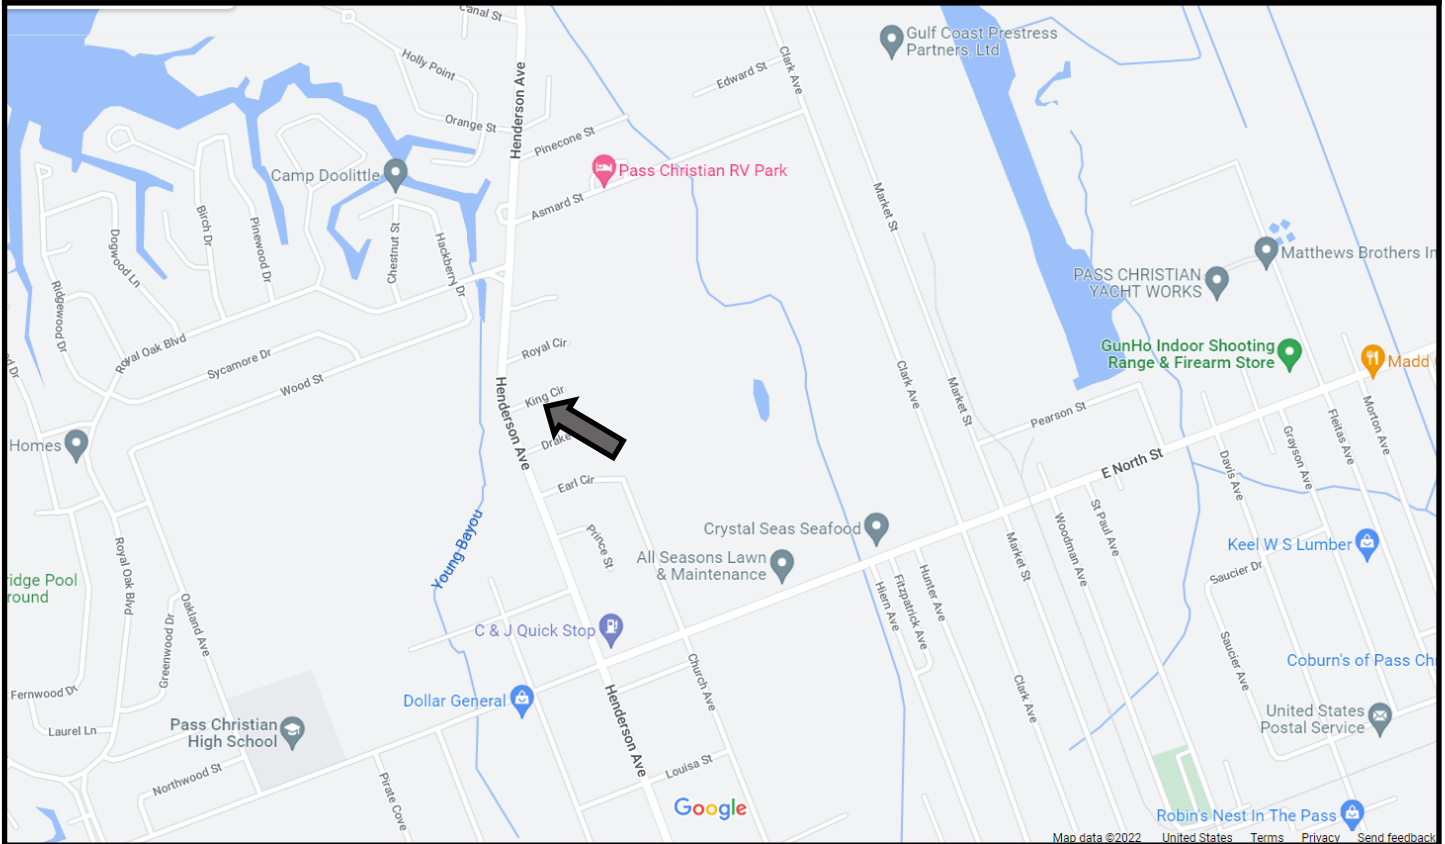 Canal St
Holly Point
Orange St
Henderson Ave
Pinecone St
Edward St
Clark Ave
Gulf Coast Prestress
Partners, Ltd
Camp Doolittle
Pass Christian RV Park
Asmard St
Market St
Birch Dr
Dogwood Ln
Pinewood Dr
Chestnut St
Hackberry Dr
Matthews Brothers In
PASS CHRISTIAN
YACHT WORKS
Ridgewood Dr
Royal Oak Blvd
Sycamore Dr
Wood St
Royal Cir
King Cir
Henderson Ave
Drake
Earl Cir
Clark Ave
Market St
GunHo Indoor Shooting
Range & Firearm Store
Madd
Pearson St
Fleitas Ave
Morton Ave
Grayson Ave
Davis Ave
E North St
Homes
d Dr
Young Bayou
Prince St
Crystal Seas Seafood
All Seasons Lawn
& Maintenance
St Paul Ave
Woodman Ave
Market St
Keel W S Lumber
Saucier Dr
Royal Oak Blvd
ridge Pool
round
Oakland Ave
Greenwood Dr
C & J Quick Stop
Hiern Ave
Fitzpatrick Ave
Hunter Ave
Saucier Ave
Coburn's of Pass Ch
Fernwood Dr
Laurel Ln
Dollar General
Henderson Ave
Church Ave
Clark Ave
Pass Christian
High School
United States
Postal Service
Northwood St
Pirate Cove
Louisa St
Google
Robin's Nest In The Pass
Map data ©2022 United States Terms Privacy Send feedback